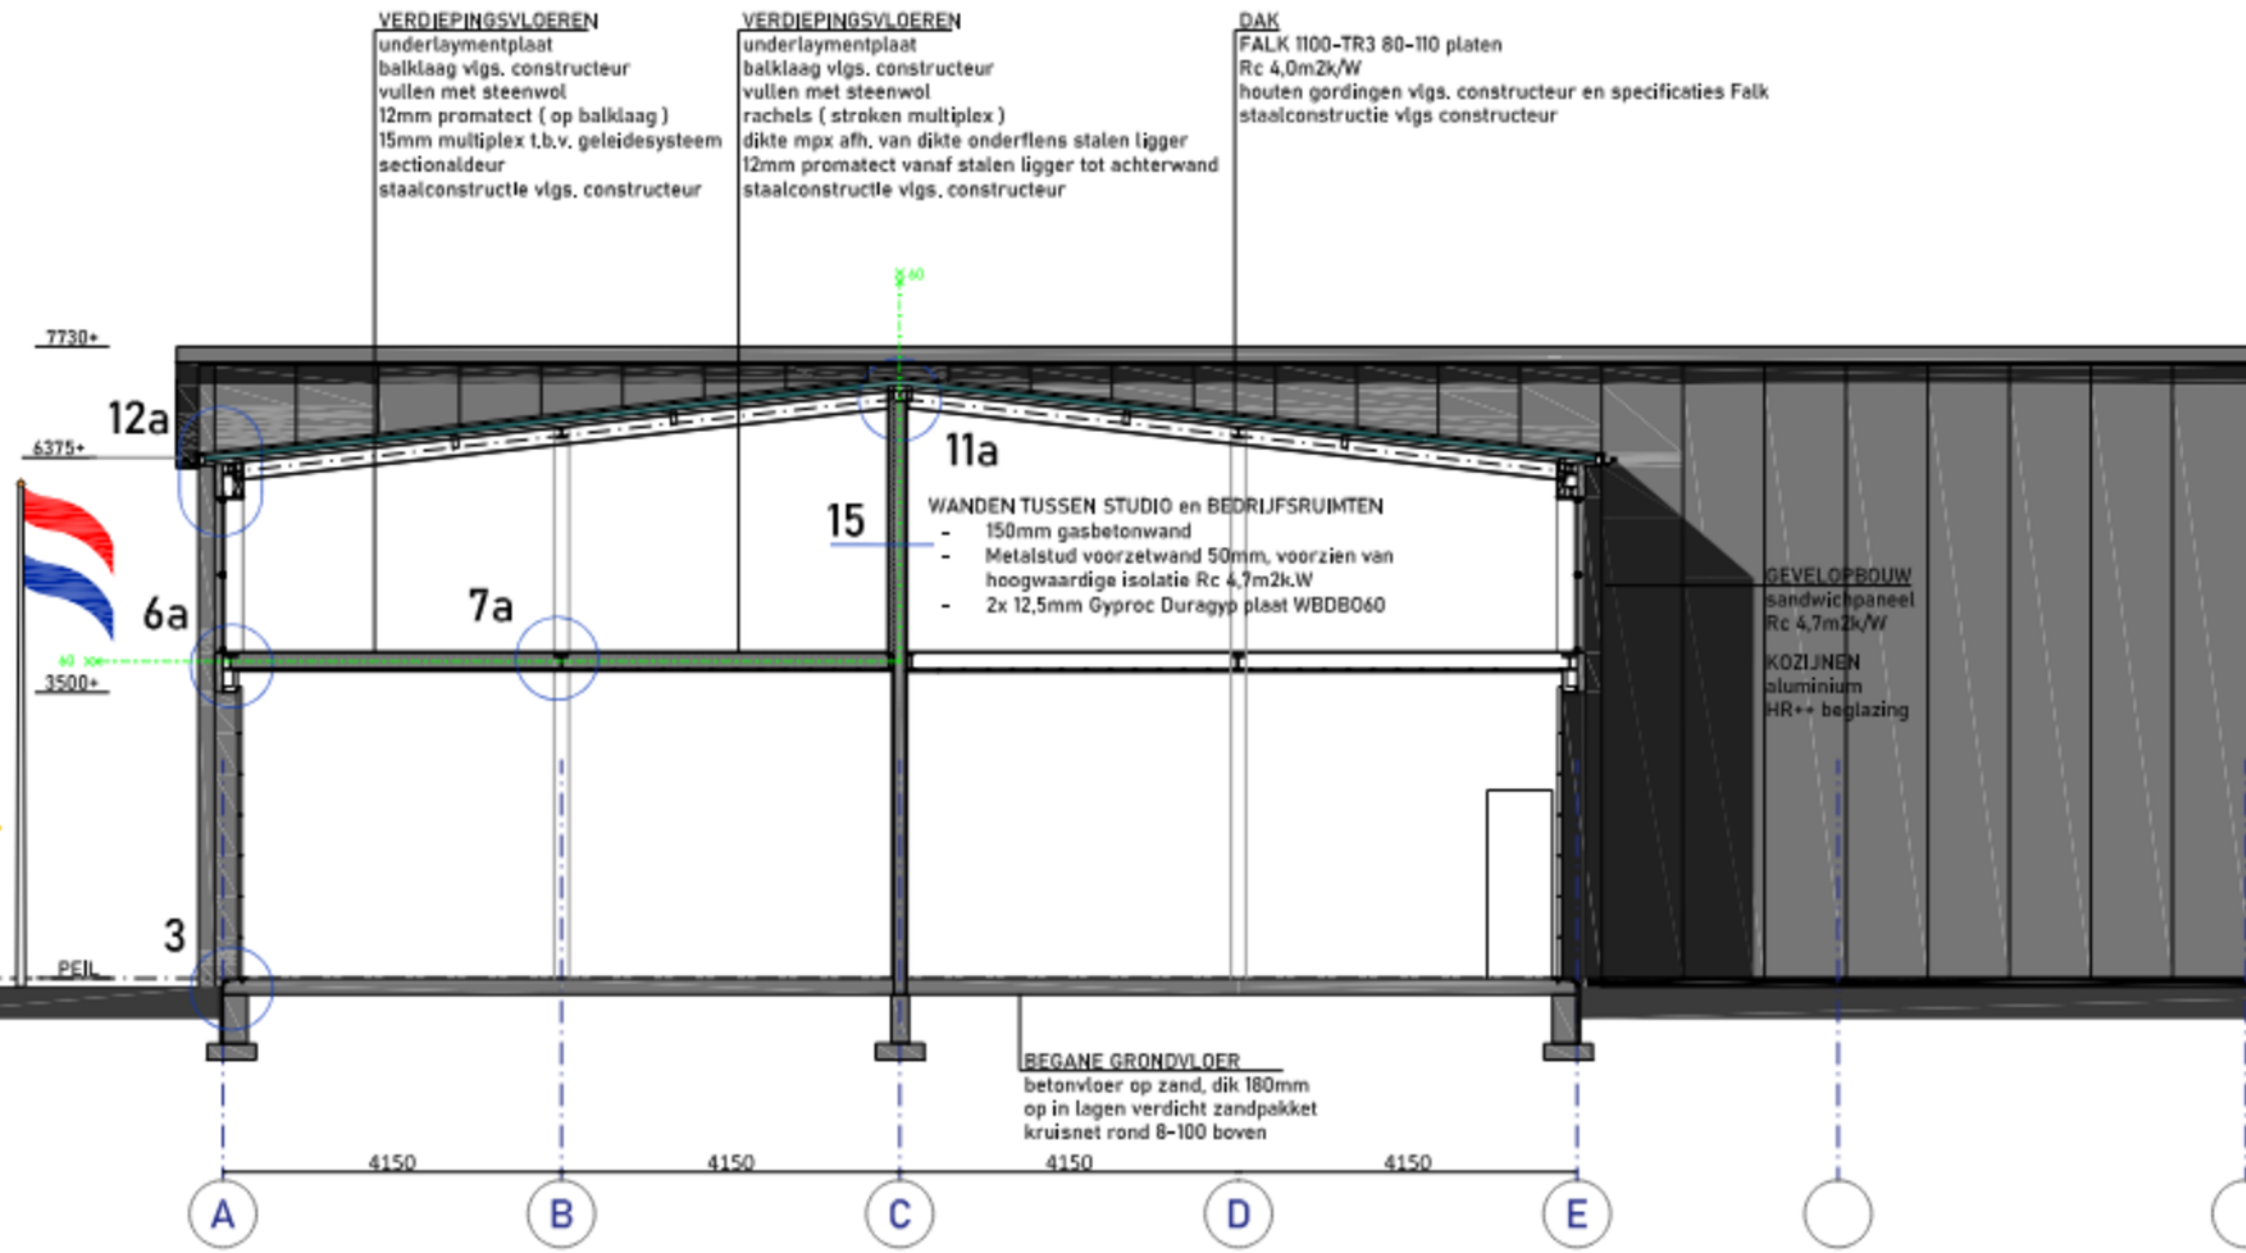 VERDIEPINGSVLOEREN
underlaymentplaat
balklaag vlgs. constructeur
vullen met steenwol
12mm promatect ( op balklaag )
15mm multiplex t.b.v. geleidesysteem
sectionaldeur
staalconstructie vlgs. constructeur
VERDIEPINGSVLOEREN
underlaymentplaat
balklaag vlgs. constructeur
vullen met steenwol
rachels ( stroken multiplex )
dikte mpx afh. van dikte onderflens stalen ligger
12mm promatect vanaf stalen ligger tot achterwand
staalconstructie vlgs. constructeur
DAK
FALK 1100-TR3 80-110 platen
Rc 4,0m2k/W
houten gordingen vlgs. constructeur en specificaties Falk
staalconstructie vlgs constructeur
60
7730+
12a
6375+
11a
15
WANDEN TUSSEN STUDIO en BEDRIJFSRUIMTEN
- 150mm gasbetonwand
- Metalstud voorzetwand 50mm, voorzien van
hoogwaardige isolatie Rc 4,7m2k.W
- 2x 12,5mm Gyproc Duragyp plaat WBDBO60
GEVELOPBOUW
sandwichpaneel
Rc 4,7m2k/W
KOZIJNEN
aluminium
HR++ beglazing
6a
7a
60
3500+
3
PEIL
BEGANE GRONDVLOER
betonvloer op zand, dik 180mm
op in lagen verdicht zandpakket
kruisnet rond 8-100 boven
4150 4150 4150 4150
A B C D E